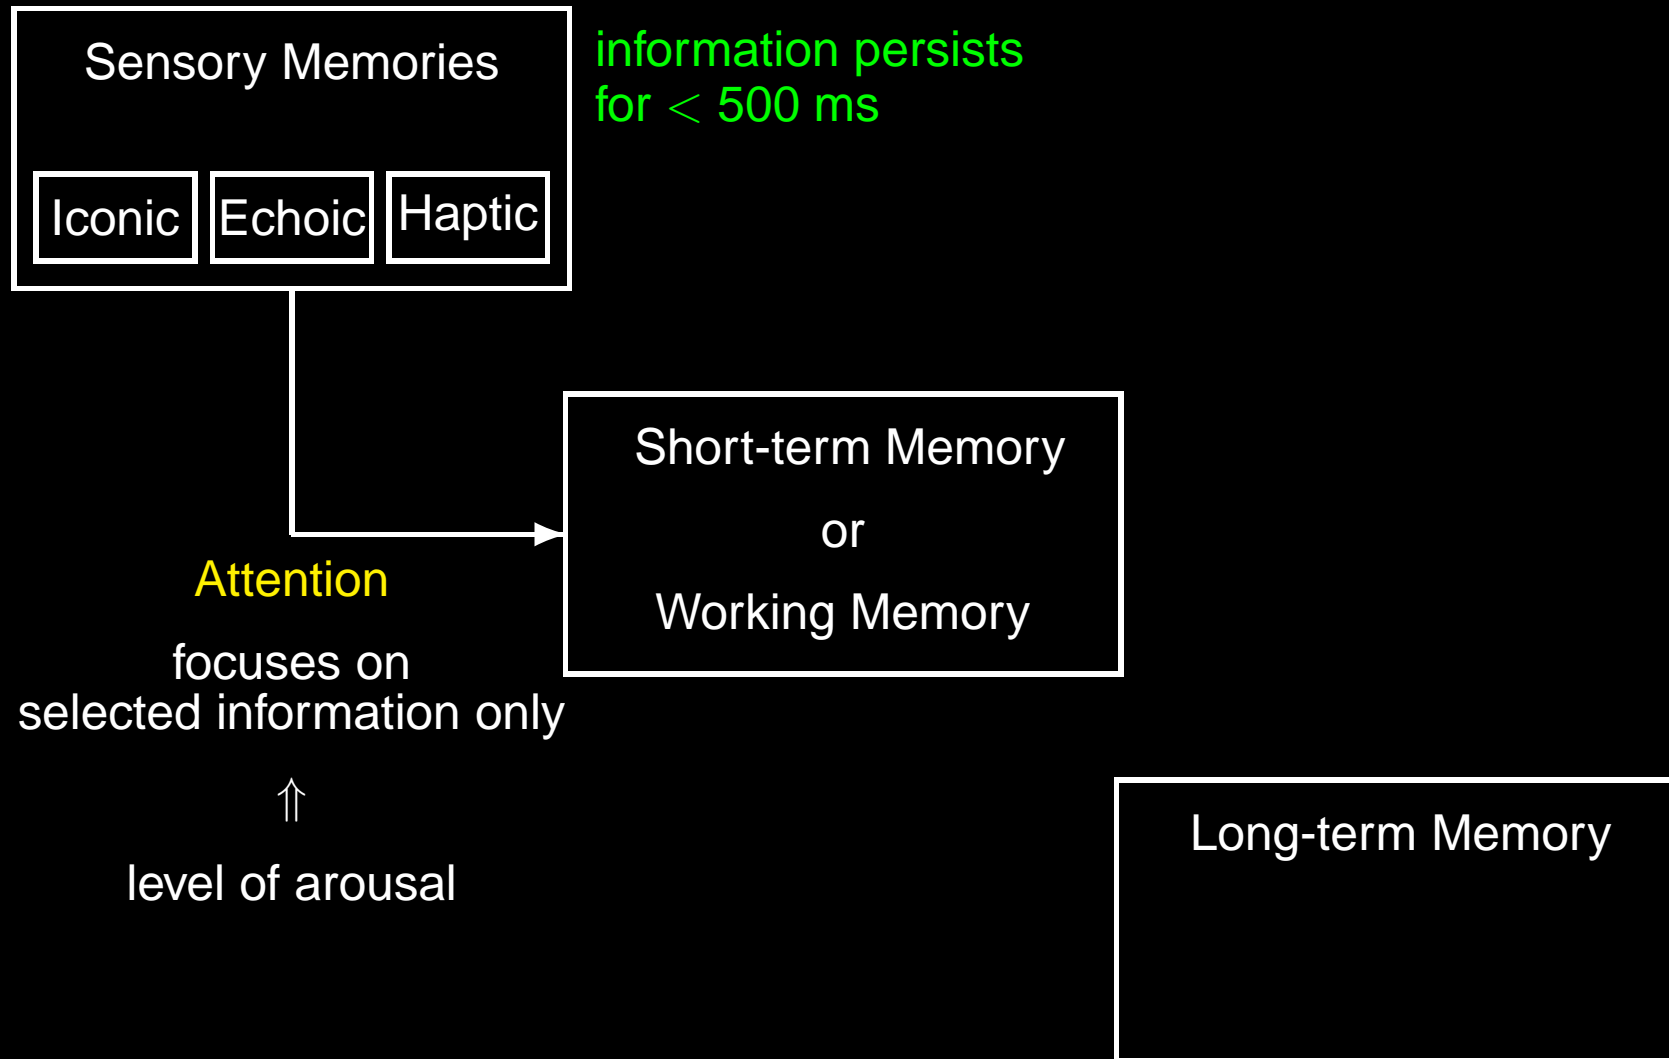 Sensory Memories
information persists
for < 500 ms
Iconic
Echoic
Haptic
Short-term Memory
or
Working Memory
Attention
focuses on
selected information only
⇑
level of arousal
Long-term Memory